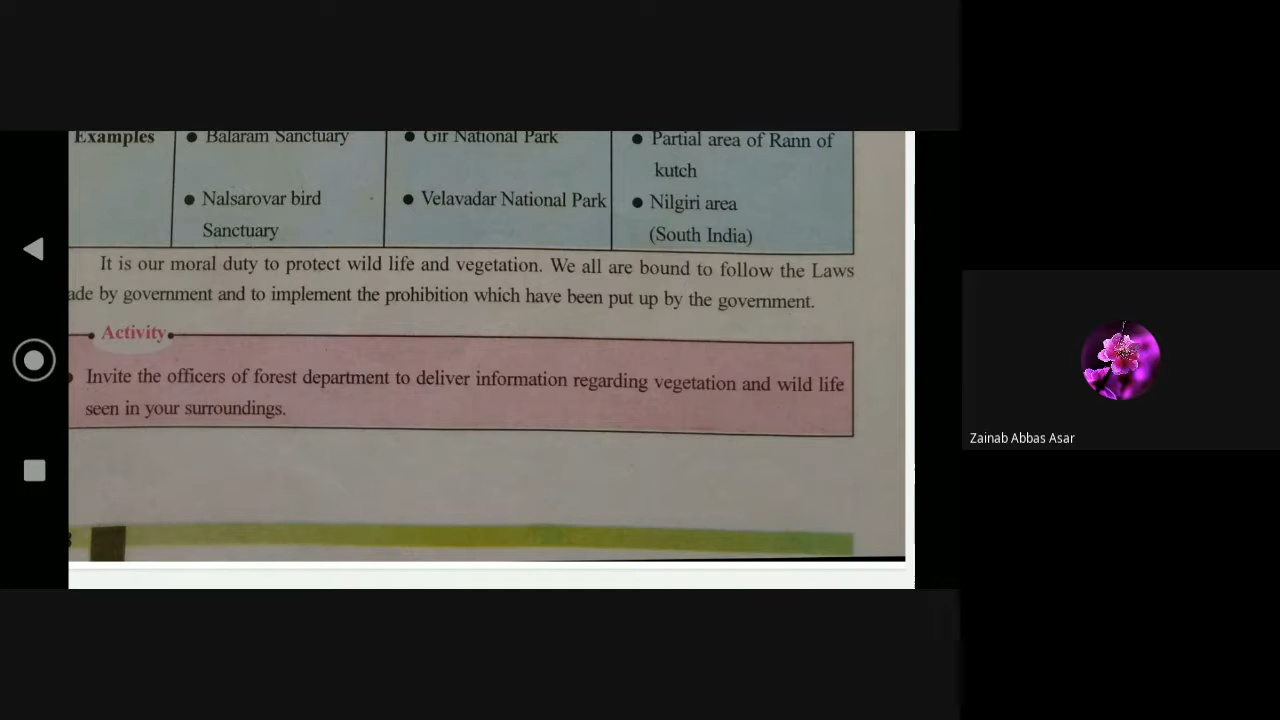 Examples
• Balaram Sanctuary
• Gir National Park
• Partial area of Rann of
kutch
• Nalsarovar bird
Sanctuary
• Velavadar National Park
• Nilgiri area
(South India)
It is our moral duty to protect wild life and vegetation. We all are bound to follow the Laws
ade by government and to implement the prohibition which have been put up by the government.
• Activity •
Invite the officers of forest department to deliver information regarding vegetation and wild life
seen in your surroundings.
Zainab Abbas Asar